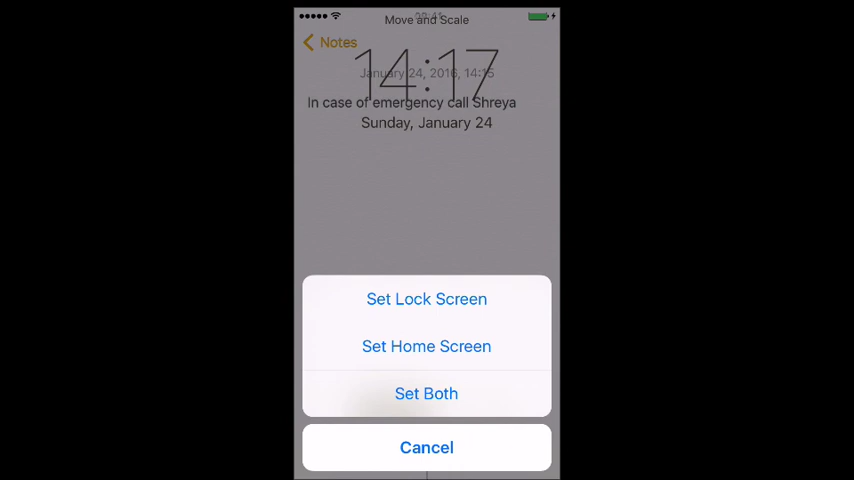 Move and Scale
Notes
14:17
January 24, 2016, 14:15
In case of emergency call Shreya
Sunday, January 24
Set Lock Screen
Set Home Screen
Set Both
Cancel